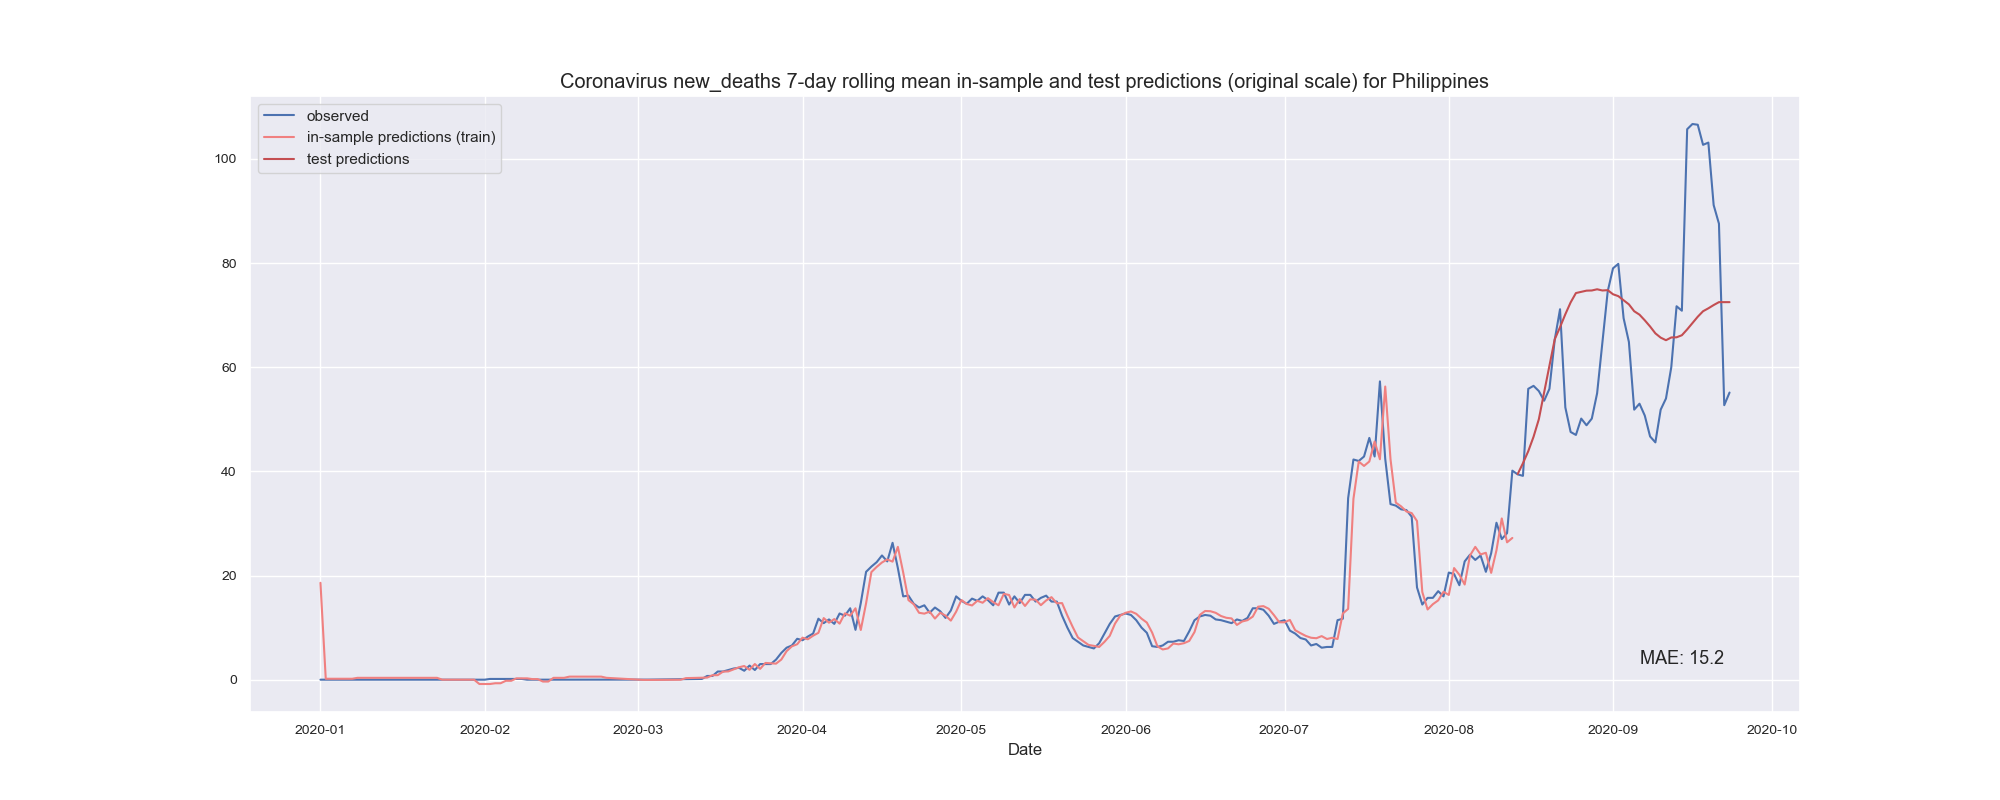 Coronavirus new_deaths 7-day rolling mean in-sample and test predictions (original scale) for Philippines
observed
in-sample predictions (train)
test predictions
100
80
60
40
20
0
MAE: 15.2
2020-01 2020-02 2020-03 2020-04 2020-05 2020-06 2020-07 2020-08 2020-09 2020-10
Date